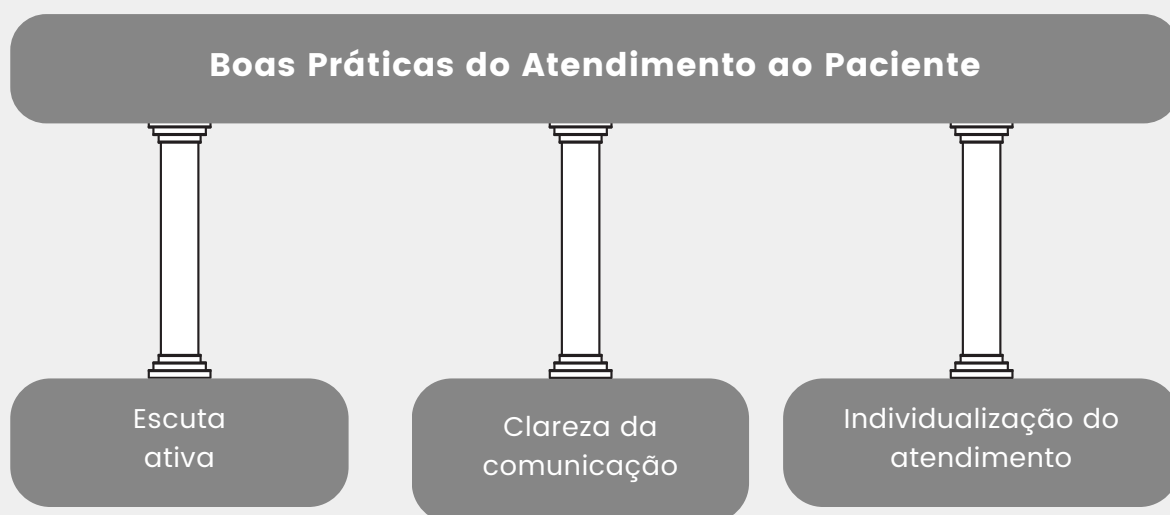 Boas Práticas do Atendimento ao Paciente
Escuta
ativa
Clareza da
comunicação
Individualização do
atendimento